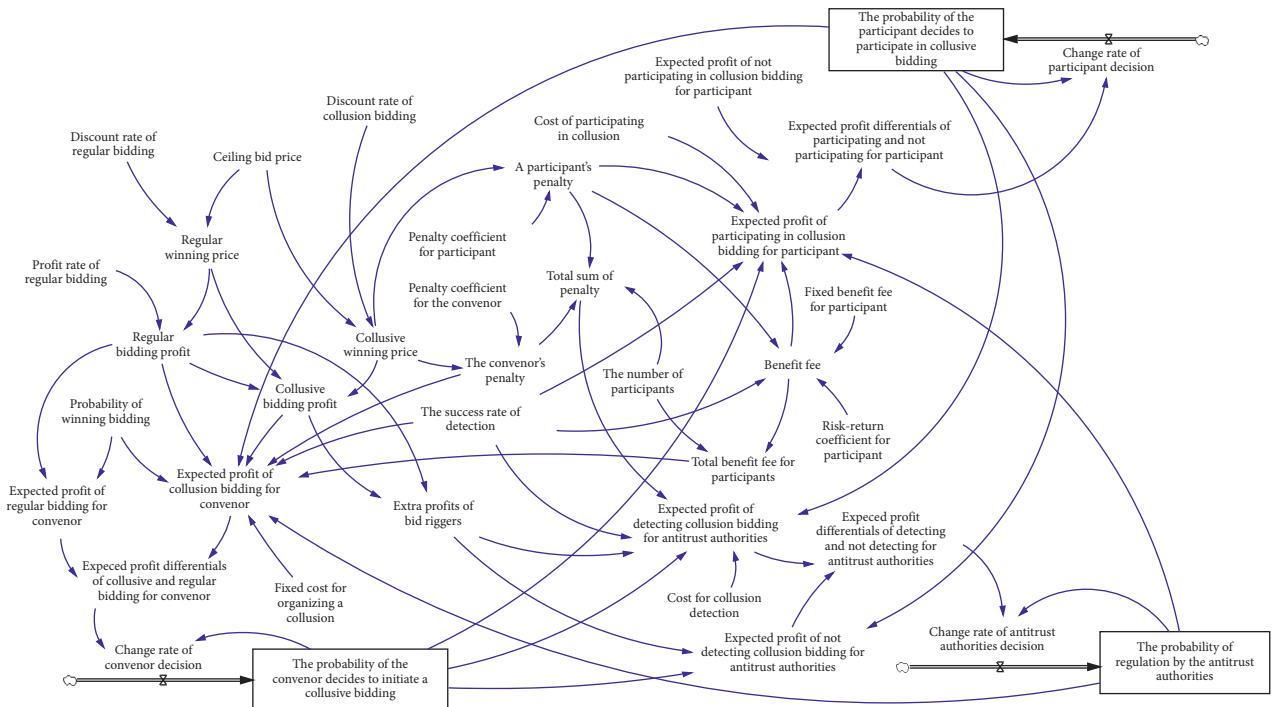 The probability of the
participant decides to
participate in collusive
bidding
Change rate of
participant decision
Expected profit of not
participating in collusion bidding
for participant
Discount rate of
collusion bidding
Cost of participating
in collusion
Expected profit differentials of
participating and not
participating for participant
Discount rate of
regular bidding
Ceiling bid price
A participant's
penalty
Expected profit of
participating in collusion
bidding for participant
Regular
winning price
Penalty coefficient
for participant
Profit rate of
regular bidding
Total sum of
penalty
Penalty coefficient
for the convenor
Fixed benefit fee
for participant
Regular
bidding profit
Collusive
winning price
The convenor's
penalty
The number of
participants
Benefit fee
Collusive
bidding profit
Probability of
winning bidding
The success rate of
detection
Risk-return
coefficient for
participant
Expected profit of
regular bidding for
convenor
Expected profit of
collusion bidding for
convenor
Total benefit fee for
participants
Extra profits of
bid riggers
Expected profit of
detecting collusion bidding
for antitrust authorities
Expeced profit
differentials of detecting
and not detecting for
antitrust authorities
Expeced profit differentials
of collusive and regular
bidding for convenor
Fixed cost for
organizing a
collusion
Cost for collusion
detection
Change rate of
convenor decision
The probability of the
convenor decides to initiate a
collusive bidding
Expected profit of not
detecting collusion bidding for
antitrust authorities
Change rate of antitrust
authorities decision
The probability of
regulation by the antitrust
authorities